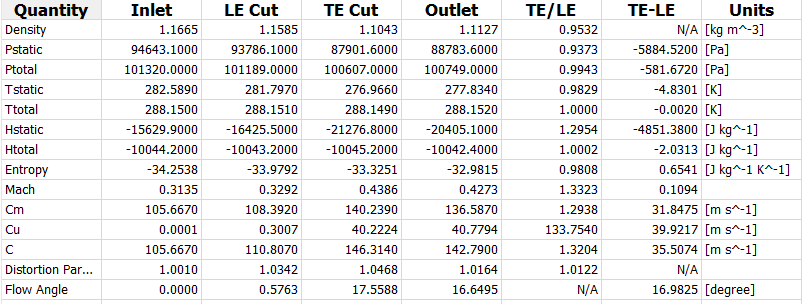 Quantity Inlet LE Cut TE Cut Outlet TE/LE TE-LE Units
Density 1.1665 1.1585 1.1043 1.1127 0.9532 N/A [kg m^-3]
Pstatic 94643.1000 93786.1000 87901.6000 88783.6000 0.9373 -5884.5200 [Pa]
Ptotal 101320.0000 101189.0000 100607.0000 100749.0000 0.9943 -581.6720 [Pa]
Tstatic 282.5890 281.7970 276.9660 277.8340 0.9829 -4.8301 [K]
Ttotal 288.1500 288.1510 288.1490 288.1520 1.0000 -0.0020 [K]
Hstatic -15629.9000 -16425.5000 -21276.8000 -20405.1000 1.2954 -4851.3800 [J kg^-1]
Htotal -10044.2000 -10043.2000 -10045.2000 -10042.4000 1.0002 -2.0313 [J kg^-1]
Entropy -34.2538 -33.9792 -33.3251 -32.9815 0.9808 0.6541 [J kg^-1 K^-1]
Mach 0.3135 0.3292 0.4386 0.4273 1.3323 0.1094
Cm 105.6670 108.3920 140.2390 136.5870 1.2938 31.8475 [m s^-1]
Cu 0.0001 0.3007 40.2224 40.7794 133.7540 39.9217 [m s^-1]
C 105.6670 110.8070 146.3140 142.7900 1.3204 35.5074 [m s^-1]
Distortion Par... 1.0010 1.0342 1.0468 1.0164 1.0122 N/A
Flow Angle 0.0000 0.5763 17.5588 16.6495 N/A 16.9825 [degree]